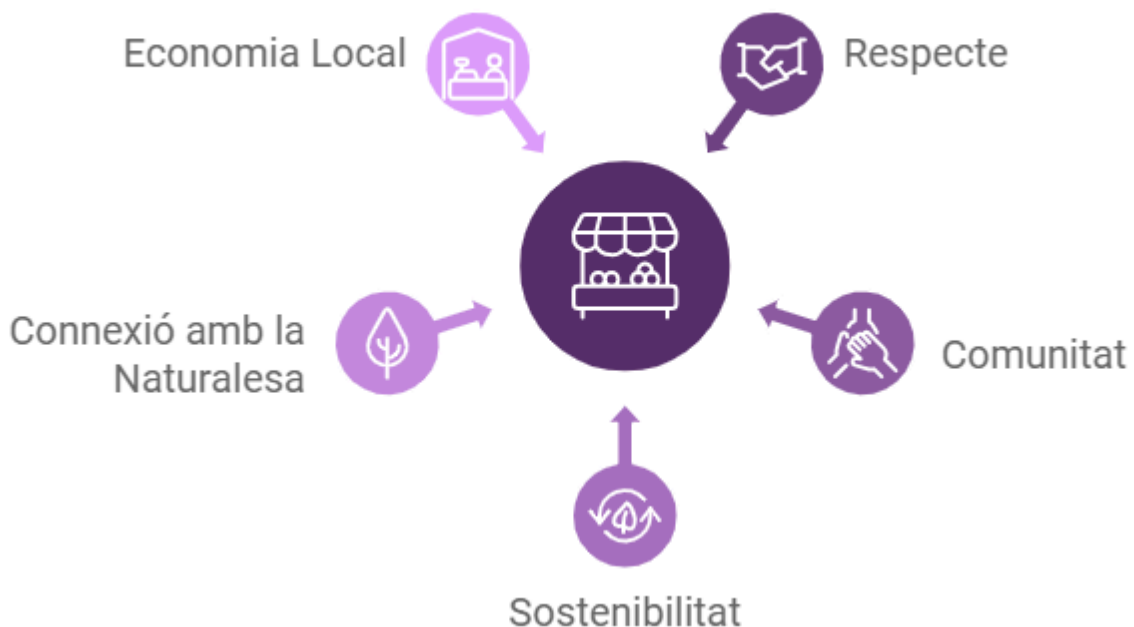 Economia Local
Respecte
Connexió amb la
Naturalesa
Comunitat
Sostenibilitat